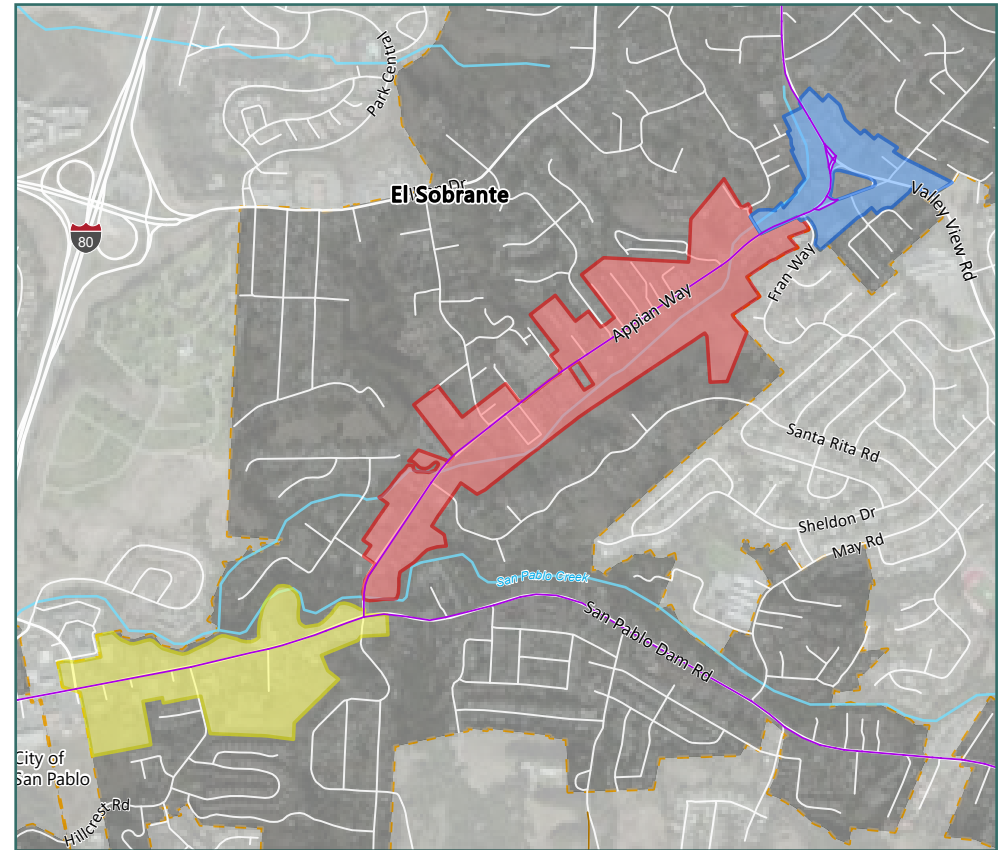 Park Central
El Sobrante
Dr
80
Valley View Rd
Fran Way
Appian Way
Santa Rita Rd
Sheldon Dr
May Rd
San Pablo Creek
San Pablo Dam Rd
City of
San Pablo
Hillcrest Rd